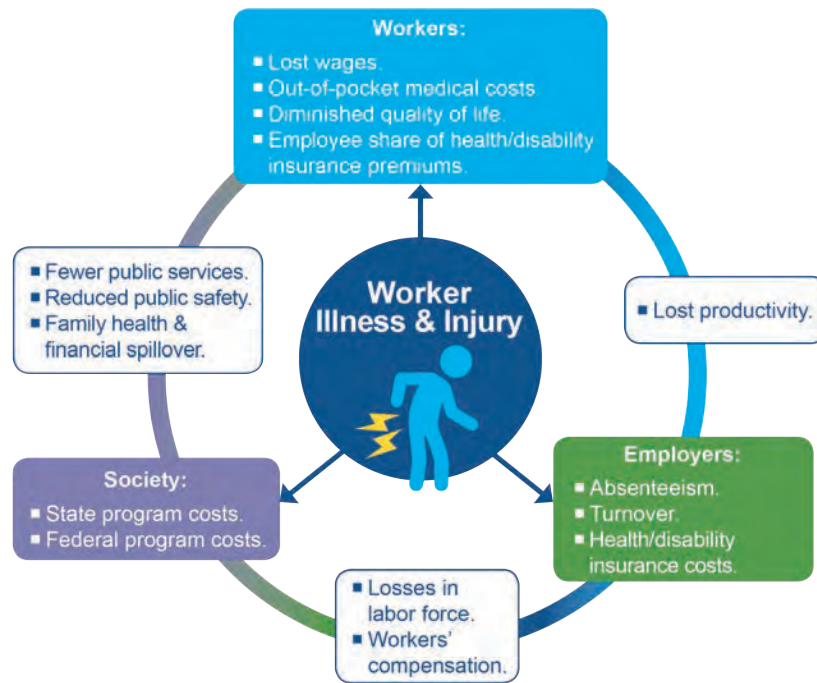 Workers:
▪ Lost wages.
▪ Out-of-pocket medical costs
▪ Diminished quality of life.
▪ Employee share of health/disability
insurance premiums.
▪ Fewer public services.
▪ Reduced public safety.
▪ Family health &
financial spillover.
Worker
Illness & Injury
▪ Lost productivity.
Society:
▪ State program costs.
▪ Federal program costs.
Employers:
▪ Absenteeism.
▪ Turnover.
▪ Health/disability
insurance costs.
▪ Losses in
labor force.
▪ Workers'
compensation.